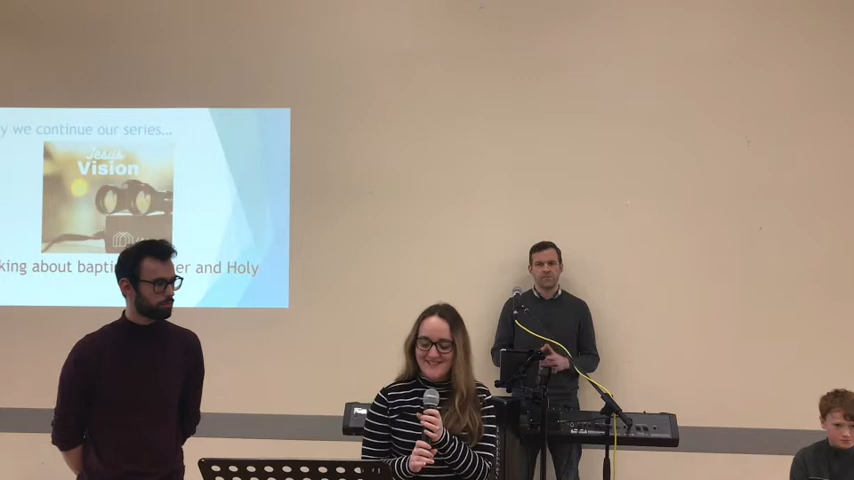 y we continue our series...
Jesus
Vision
king about bapti er and Holy